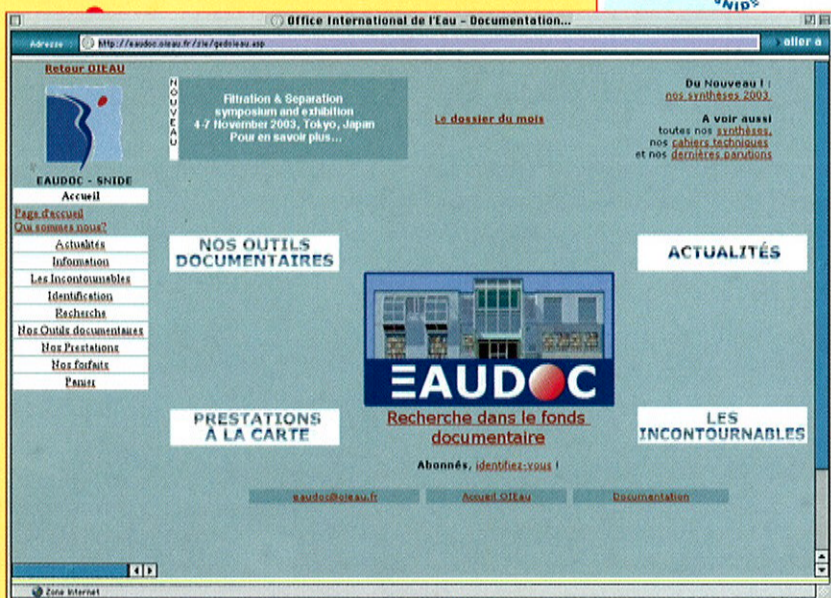 SNIDE
Office International de l'Eau - Documentation...
Adresse : http://eaudoc.oieau.fr/zie/gedoieau.asp
aller à
Retour OIEAU
EAUDOC - SNIDE
Accueil
Page d'accueil
Qui sommes nous?
Actualités
Information
Les Incontournables
Identification
Recherche
Nos Outils documentaires
Nos Prestations
Nos forfaits
Panier
NOUVEAU
Filtration & Separation
symposium and exhibition
4-7 November 2003, Tokyo, Japan
Pour en savoir plus...
Le dossier du mois
Du Nouveau ! :
nos synthèses 2003.
A voir aussi
toutes nos synthèses,
nos cahiers techniques
et nos dernières parutions
NOS OUTILS
DOCUMENTAIRES
ACTUALITÉS
EAUDOC
PRESTATIONS
À LA CARTE
Recherche dans le fonds
documentaire
LES
INCONTOURNABLES
Abonnés, identifiez-vous !
eaudoc@oieau.fr
Accueil OIEau
Documentation
Zone Internet